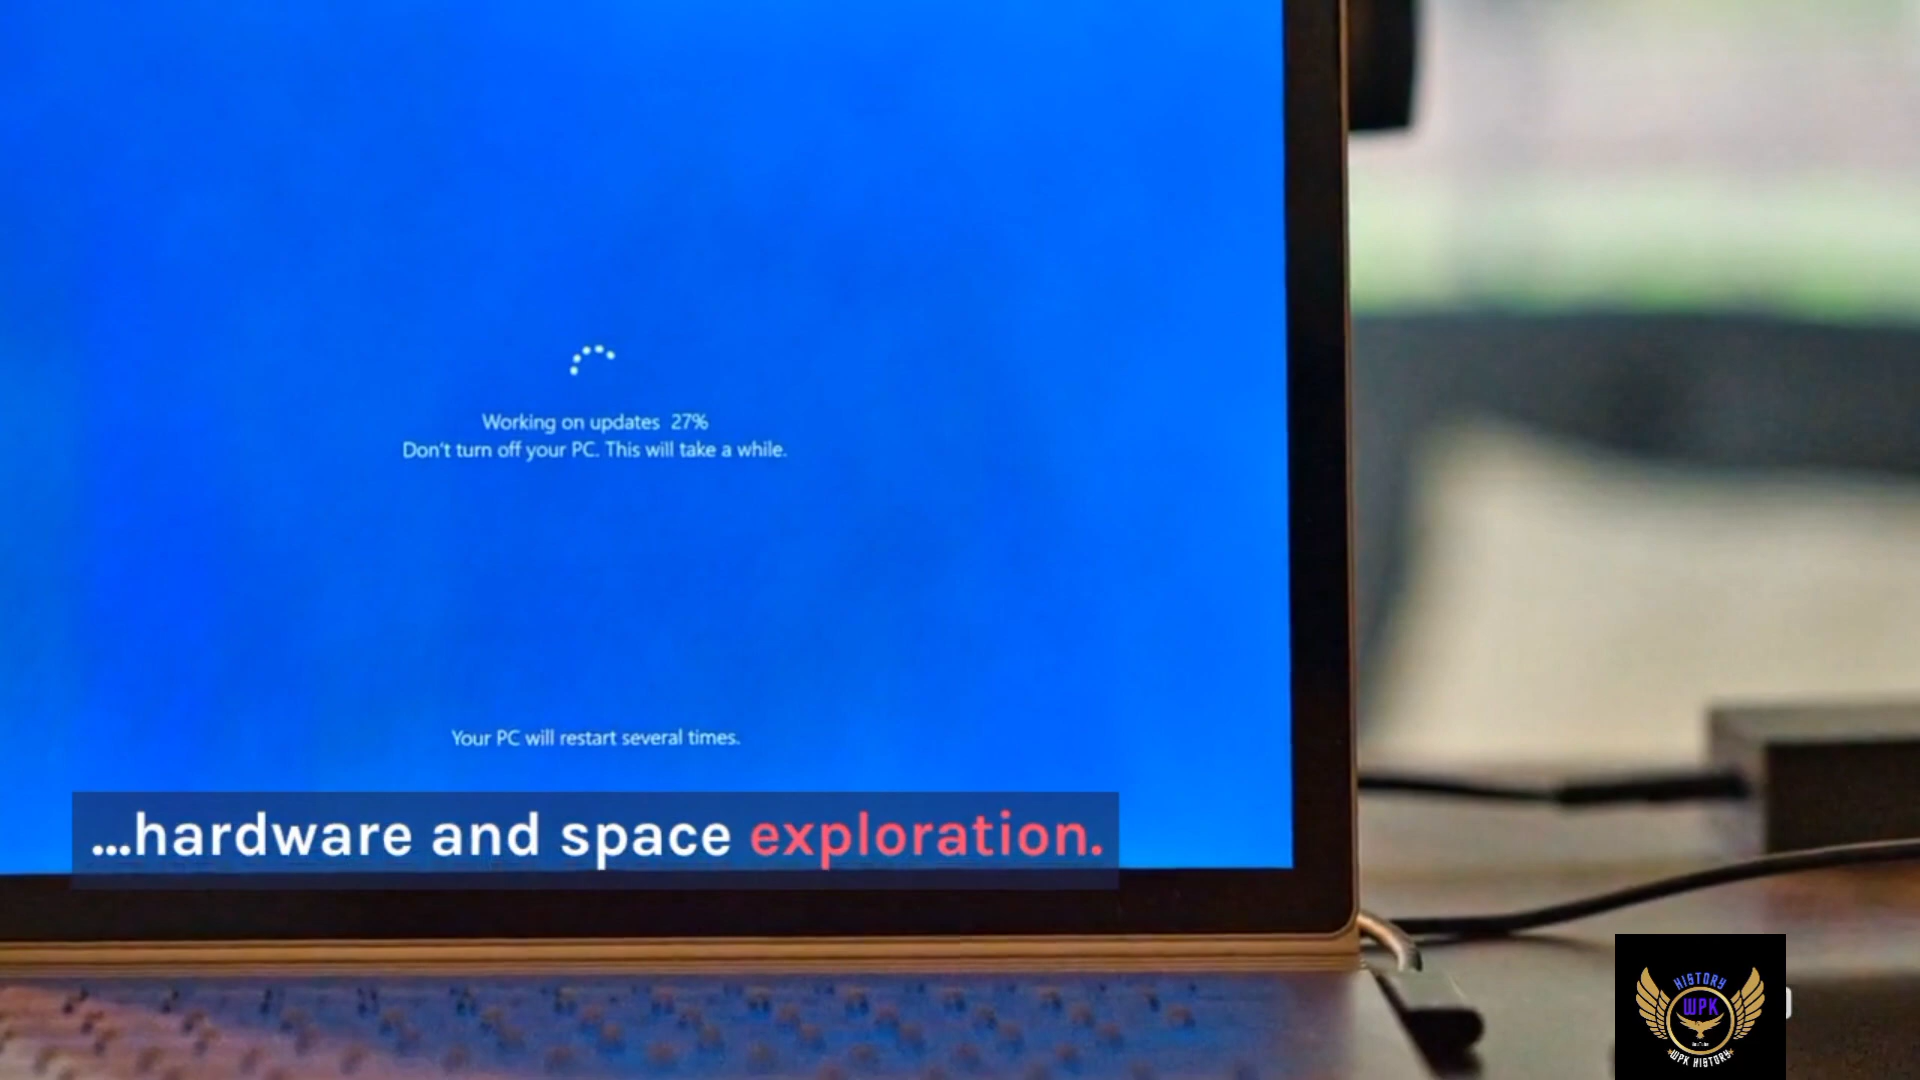 Working on updates 27%
Don't turn off your PC. This will take a while.
Your PC will restart several times.
...hardware and space exploration.
HISTORY
WPK
WPK HISTORY